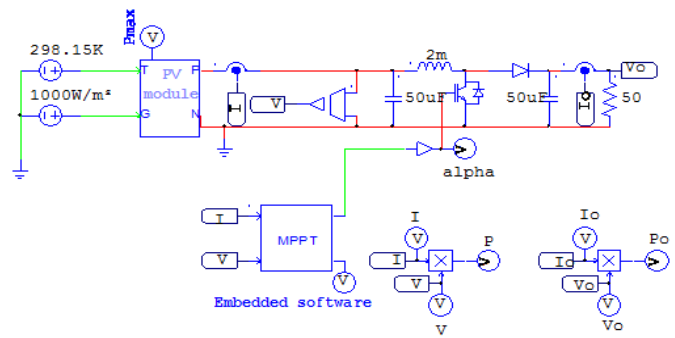 Pmax
V
298.15K
T
PV
module
P
G
N
1000W/m²
I
V
50uF
2m
50uF
Io
Vo
50
alpha
I
V
MPPT
V
Embedded software
I
V
I
V
P
V
V
Io
V
Io
Vo
Po
V
Vo